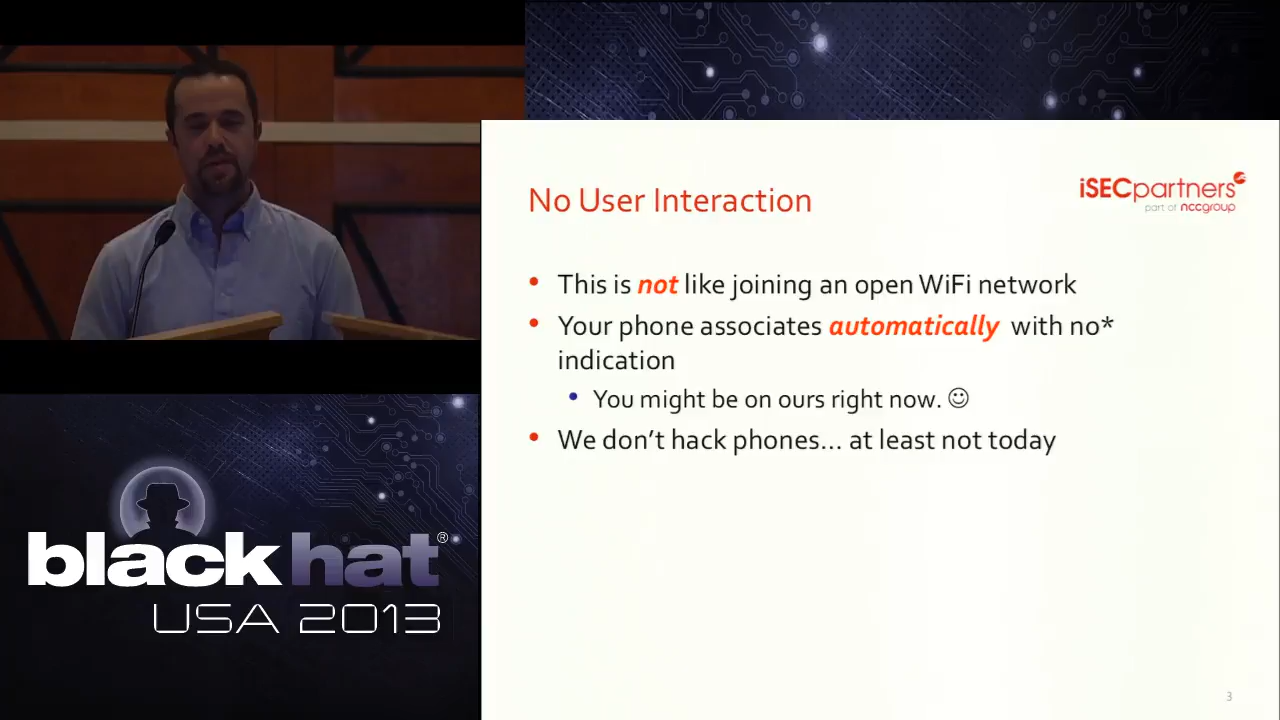 No User Interaction
iSECpartners
part of nccgroup
• This is not like joining an open WiFi network
• Your phone associates automatically with no*
indication
• You might be on ours right now. ☺
• We don't hack phones... at least not today
blackhat®
USA 2013
3